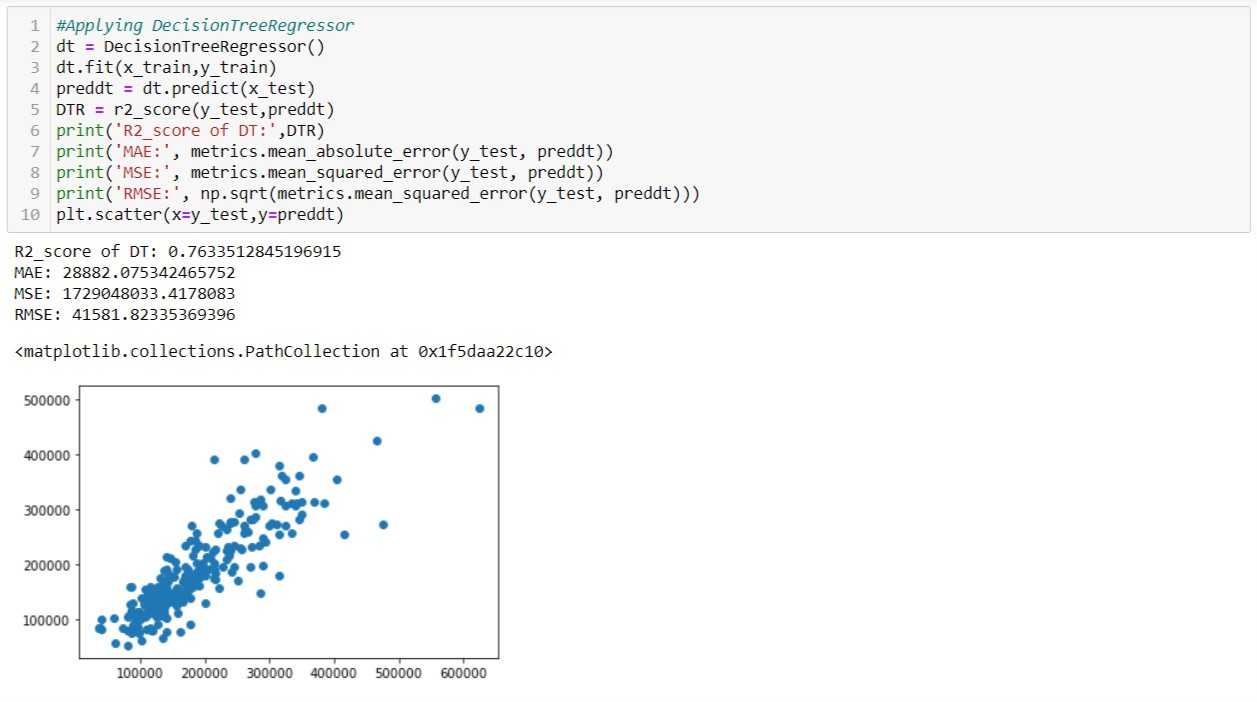 1 #Applying DecisionTreeRegressor
2 dt = DecisionTreeRegressor()
3 dt.fit(x_train,y_train)
4 preddt = dt.predict(x_test)
5 DTR = r2_score(y_test,preddt)
6 print('R2_score of DT:',DTR)
7 print('MAE:', metrics.mean_absolute_error(y_test, preddt))
8 print('MSE:', metrics.mean_squared_error(y_test, preddt))
9 print('RMSE:', np.sqrt(metrics.mean_squared_error(y_test, preddt)))
10 plt.scatter(x=y_test,y=preddt)
R2_score of DT: 0.7633512845196915
MAE: 28882.075342465752
MSE: 1729048033.4178083
RMSE: 41581.82335369396
<matplotlib.collections.PathCollection at 0x1f5daa22c10>
500000
400000
300000
200000
100000
100000 200000 300000 400000 500000 600000